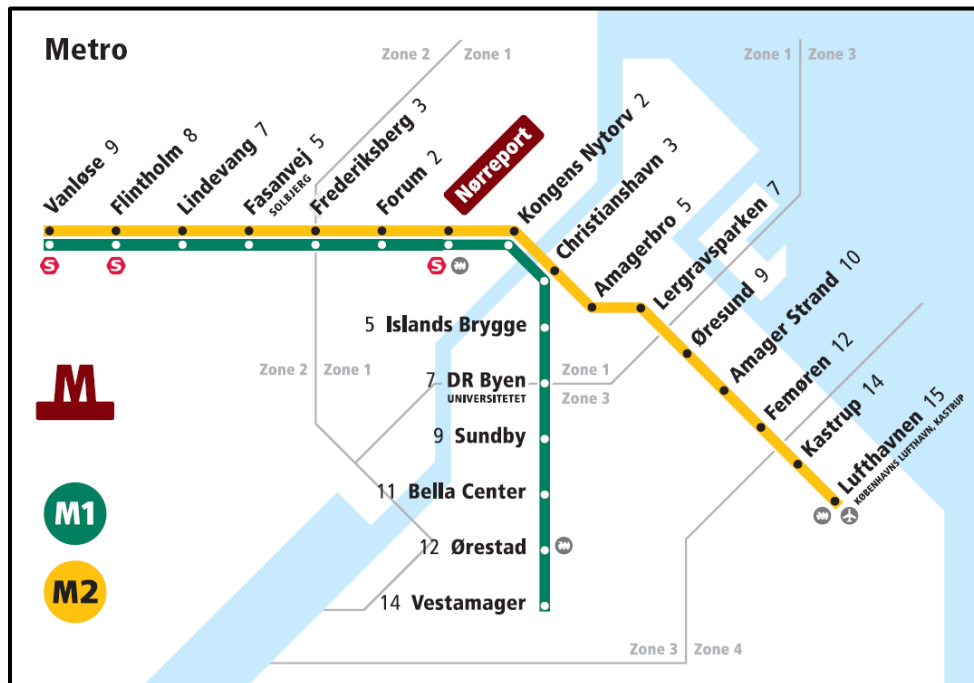 Metro
Zone 2
Zone 1
Zone 1
Zone 3
Vanløse 9
Flintholm 8
Lindevang 7
Fasanvej 5
SOLBJERG
Frederiksberg 3
Forum 2
Nørreport
Kongens Nytorv 2
Christianshavn 3
Amagerbro 5
Lergravsparken 7
Øresund 9
Amager Strand 10
Femøren 12
Kastrup 14
Lufthavnen 15
KØBENHAVNS LUFTHAVN, KASTRUP
S
S
S
5 Islands Brygge
Zone 2
Zone 1
7 DR Byen
UNIVERSITETET
Zone 1
Zone 3
M
9 Sundby
11 Bella Center
M1
12 Ørestad
M2
14 Vestamager
Zone 3
Zone 4